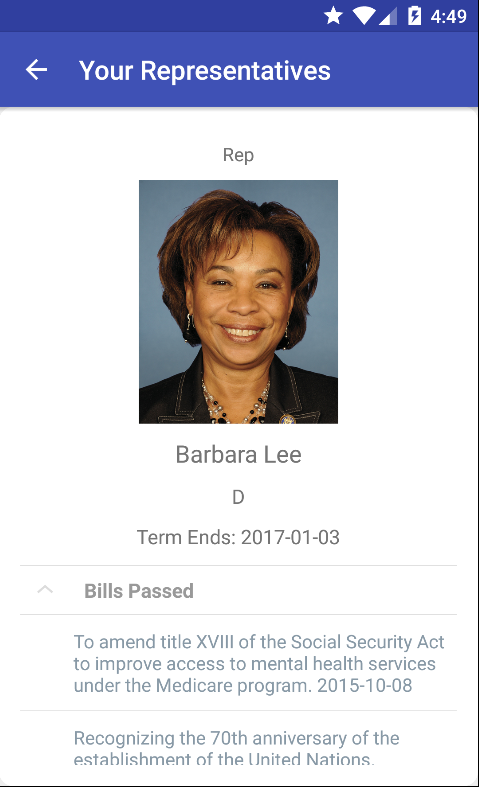 4:49
Your Representatives
Rep
Barbara Lee
D
Term Ends: 2017-01-03
Bills Passed
To amend title XVIII of the Social Security Act
to improve access to mental health services
under the Medicare program. 2015-10-08
Recognizing the 70th anniversary of the
establishment of the United Nations.